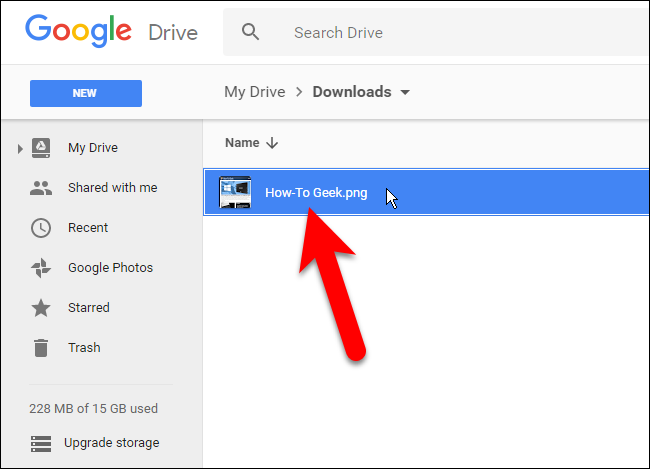 Google Drive
Search Drive
NEW
My Drive > Downloads
Name
My Drive
Shared with me
Recent
Google Photos
Starred
Trash
How-To Geek.png
228 MB of 15 GB used
Upgrade storage